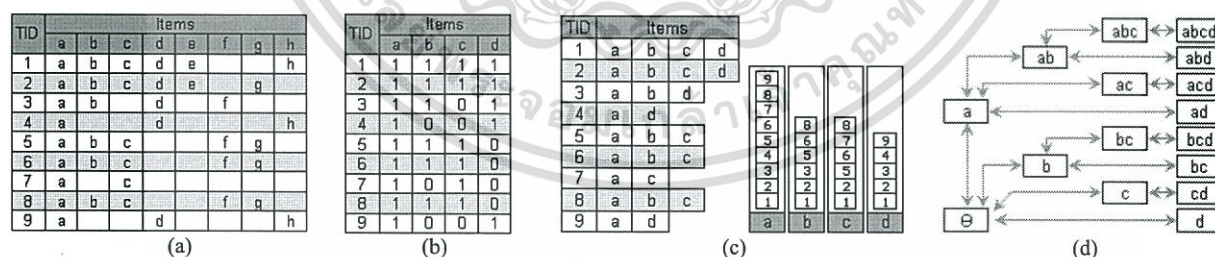 TID Items
a b c d e f g h
1 a b c d e h
2 a b c d e g
3 a b d f
4 a d h
5 a b c f g
6 a b c f g
7 a c
8 a b c f g
9 a d h
(a)
TID Items
a b c d
1 1 1 1 1
2 1 1 1 1
3 1 1 0 1
4 1 0 0 1
5 1 1 1 0
6 1 1 1 0
7 1 0 1 0
8 1 1 1 0
9 1 0 0 1
(b)
TID Items
1 a b c d
2 a b c d
3 a b d
4 a d
5 a b c
6 a b c
7 a c
8 a b c
9 a d
9
8
7
6 8 8
5 6 7 9
4 5 6 4
3 3 5 3
2 2 2 2
1 1 1 1
a b c d
(c)
abc abcd
ab abd
ac acd
a ad
bc bcd
b bc
c cd
Θ d
(d)